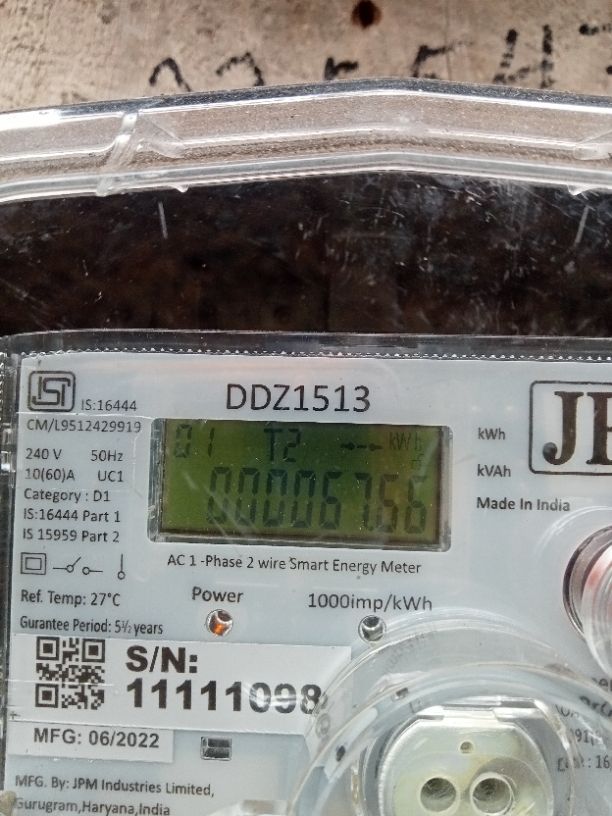 ISI
IS:16444
CM/L9512429919
DDZ1513
240 V 50Hz
10(60)A UC1
Category : D1
IS:16444 Part 1
IS 15959 Part 2
01 T2 kWh
000067.66
kWh
kVAh
Made In India
AC 1 -Phase 2 wire Smart Energy Meter
Ref. Temp: 27°C
Power
1000imp/kWh
Gurantee Period: 5½ years
S/N:
11111098
MFG: 06/2022
MFG. By: JPM Industries Limited,
Gurugram,Haryana,India